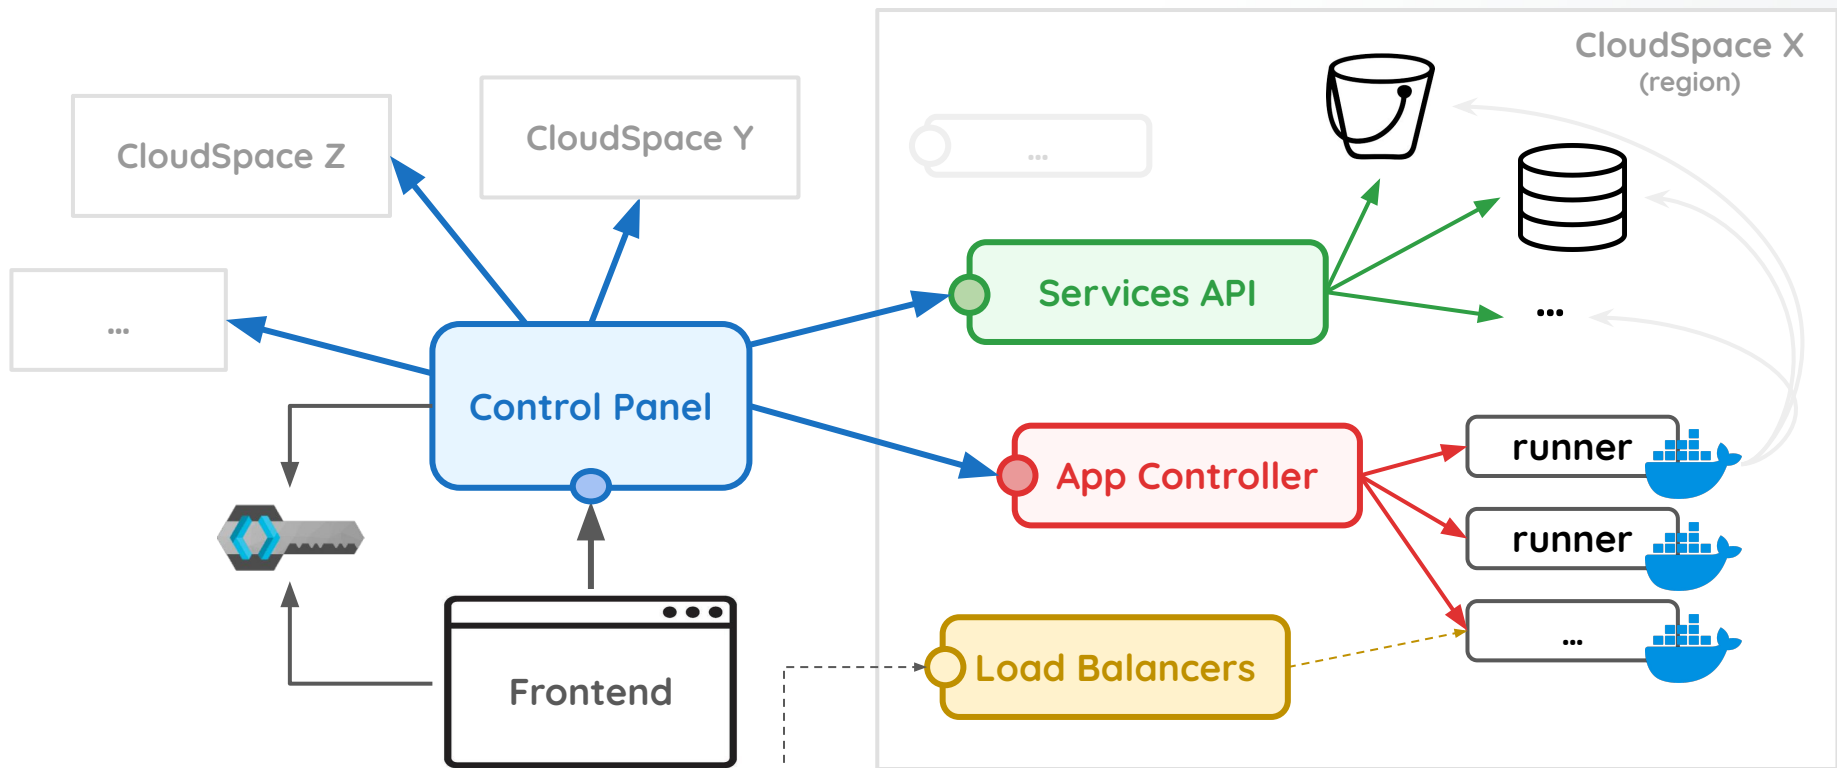 CloudSpace X
(region)
CloudSpace Z
CloudSpace Y
...
...
Services API
...
Control Panel
App Controller
runner
runner
...
Load Balancers
Frontend